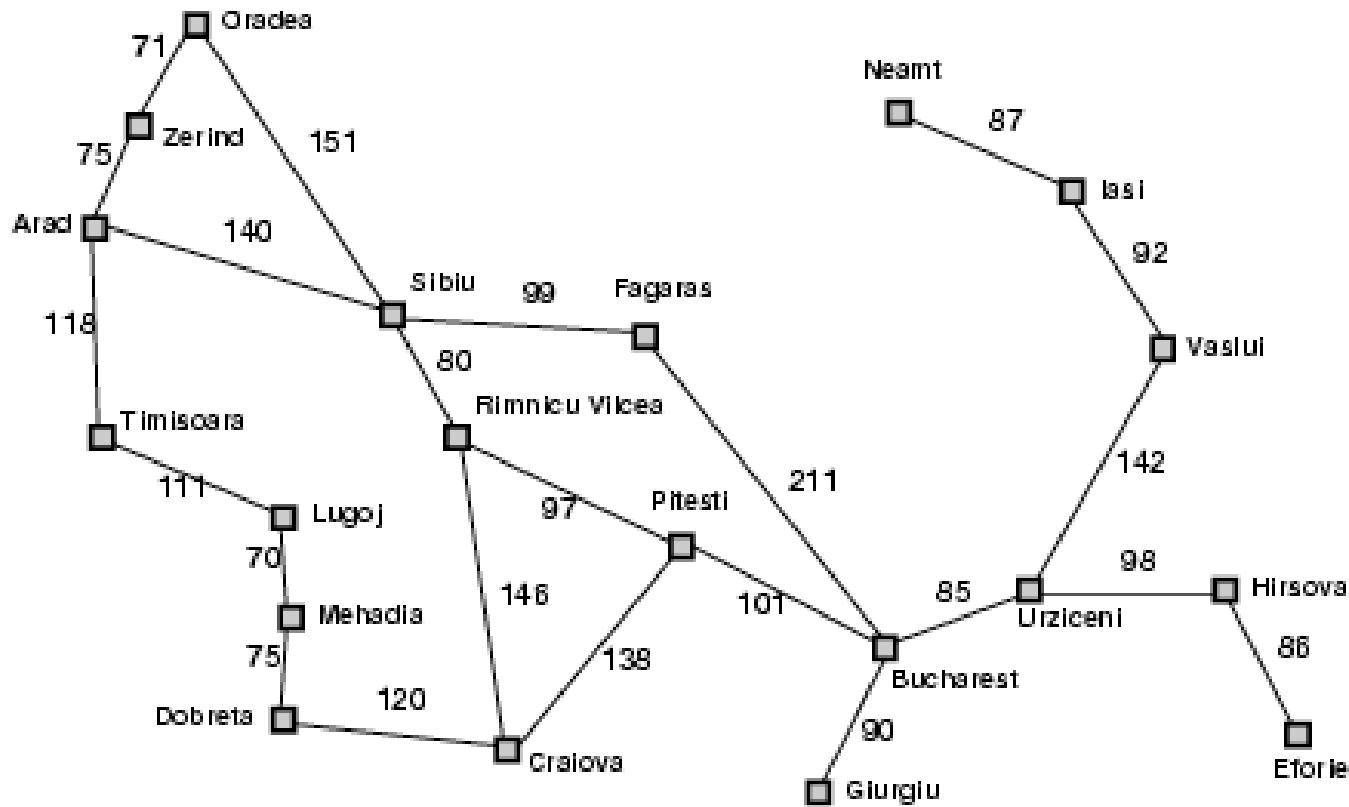 Oradea
71
Neamt
87
Zerind
151
75
Iasi
Arad
140
92
Sibiu
99
Fagaras
118
80
Vaslui
Timisoara
Rimnicu Vilcea
142
111
211
Lugoj
97
Pitesti
70
98
146
101
85
Hirsova
Mehadia
Urziceni
75
138
86
Bucharest
120
Dobreta
90
Craiova
Eforie
Giurgiu